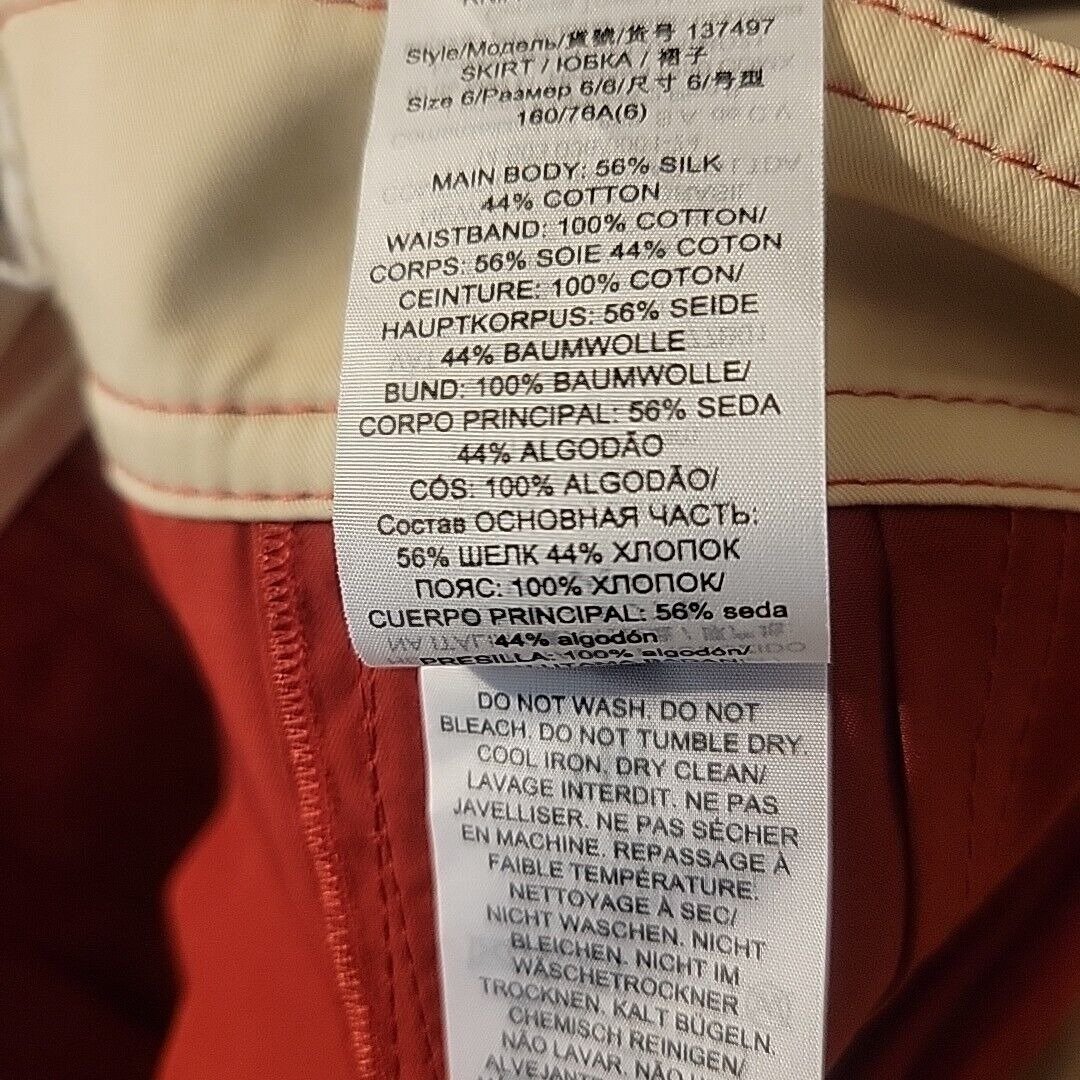 Style/Модель/貨號/货号 137497
SKIRT / ЮБКА / 裙子
Size 6/Размер 6/6/尺寸 6/号型
160/76A(6)
MAIN BODY: 56% SILK
44% COTTON
WAISTBAND: 100% COTTON/
CORPS: 56% SOIE 44% COTON
CEINTURE: 100% COTON/
HAUPTKORPUS: 56% SEIDE
44% BAUMWOLLE
BUND: 100% BAUMWOLLE/
CORPO PRINCIPAL: 56% SEDA
44% ALGODÃO
CÓS: 100% ALGODÃO/
Состав ОСНОВНАЯ ЧАСТЬ:
56% ШЕЛК 44% ХЛОПОК
ПОЯС: 100% ХЛОПОК/
CUERPO PRINCIPAL: 56% seda
44% algodón
PRESILLA: 100% algodón/
DO NOT WASH. DO NOT
BLEACH. DO NOT TUMBLE DRY.
COOL IRON. DRY CLEAN/
LAVAGE INTERDIT. NE PAS
JAVELLISER. NE PAS SÉCHER
EN MACHINE. REPASSAGE À
FAIBLE TEMPÉRATURE.
NETTOYAGE À SEC/
NICHT WASCHEN. NICHT
BLEICHEN. NICHT IM
WÄSCHETROCKNER
TROCKNEN. KALT BÜGELN.
CHEMISCH REINIGEN/
NÃO LAVAR. NÃO